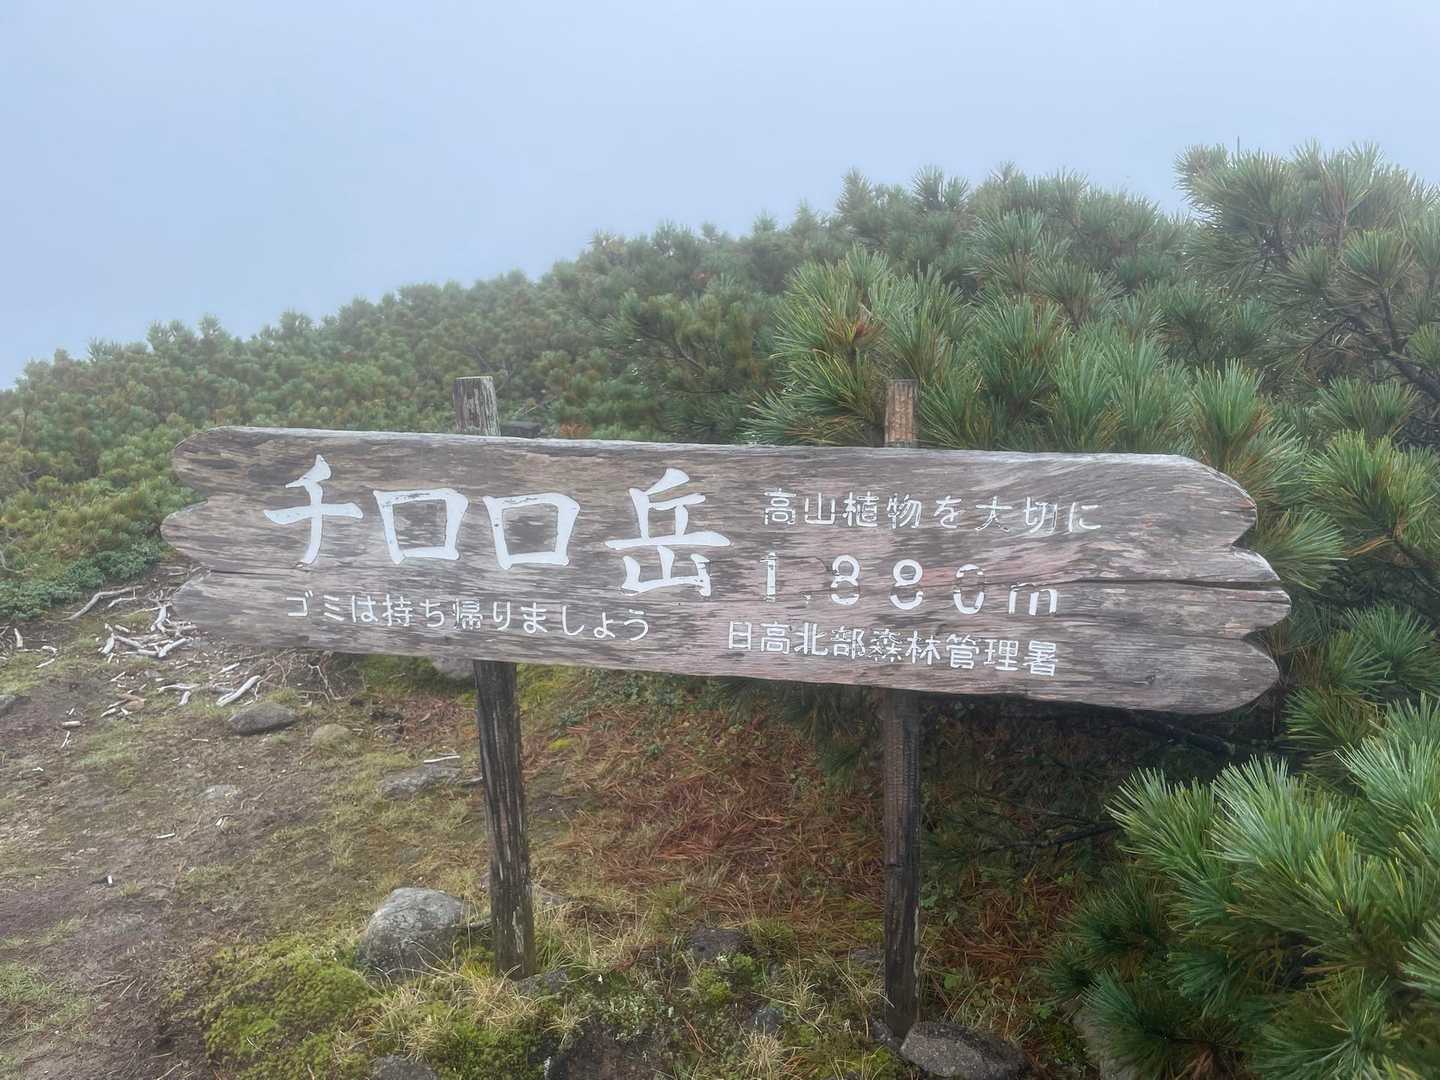 チロロ岳
高山植物を大切に
1,880m
ゴミは持ち帰りましょう
日高北部森林管理署